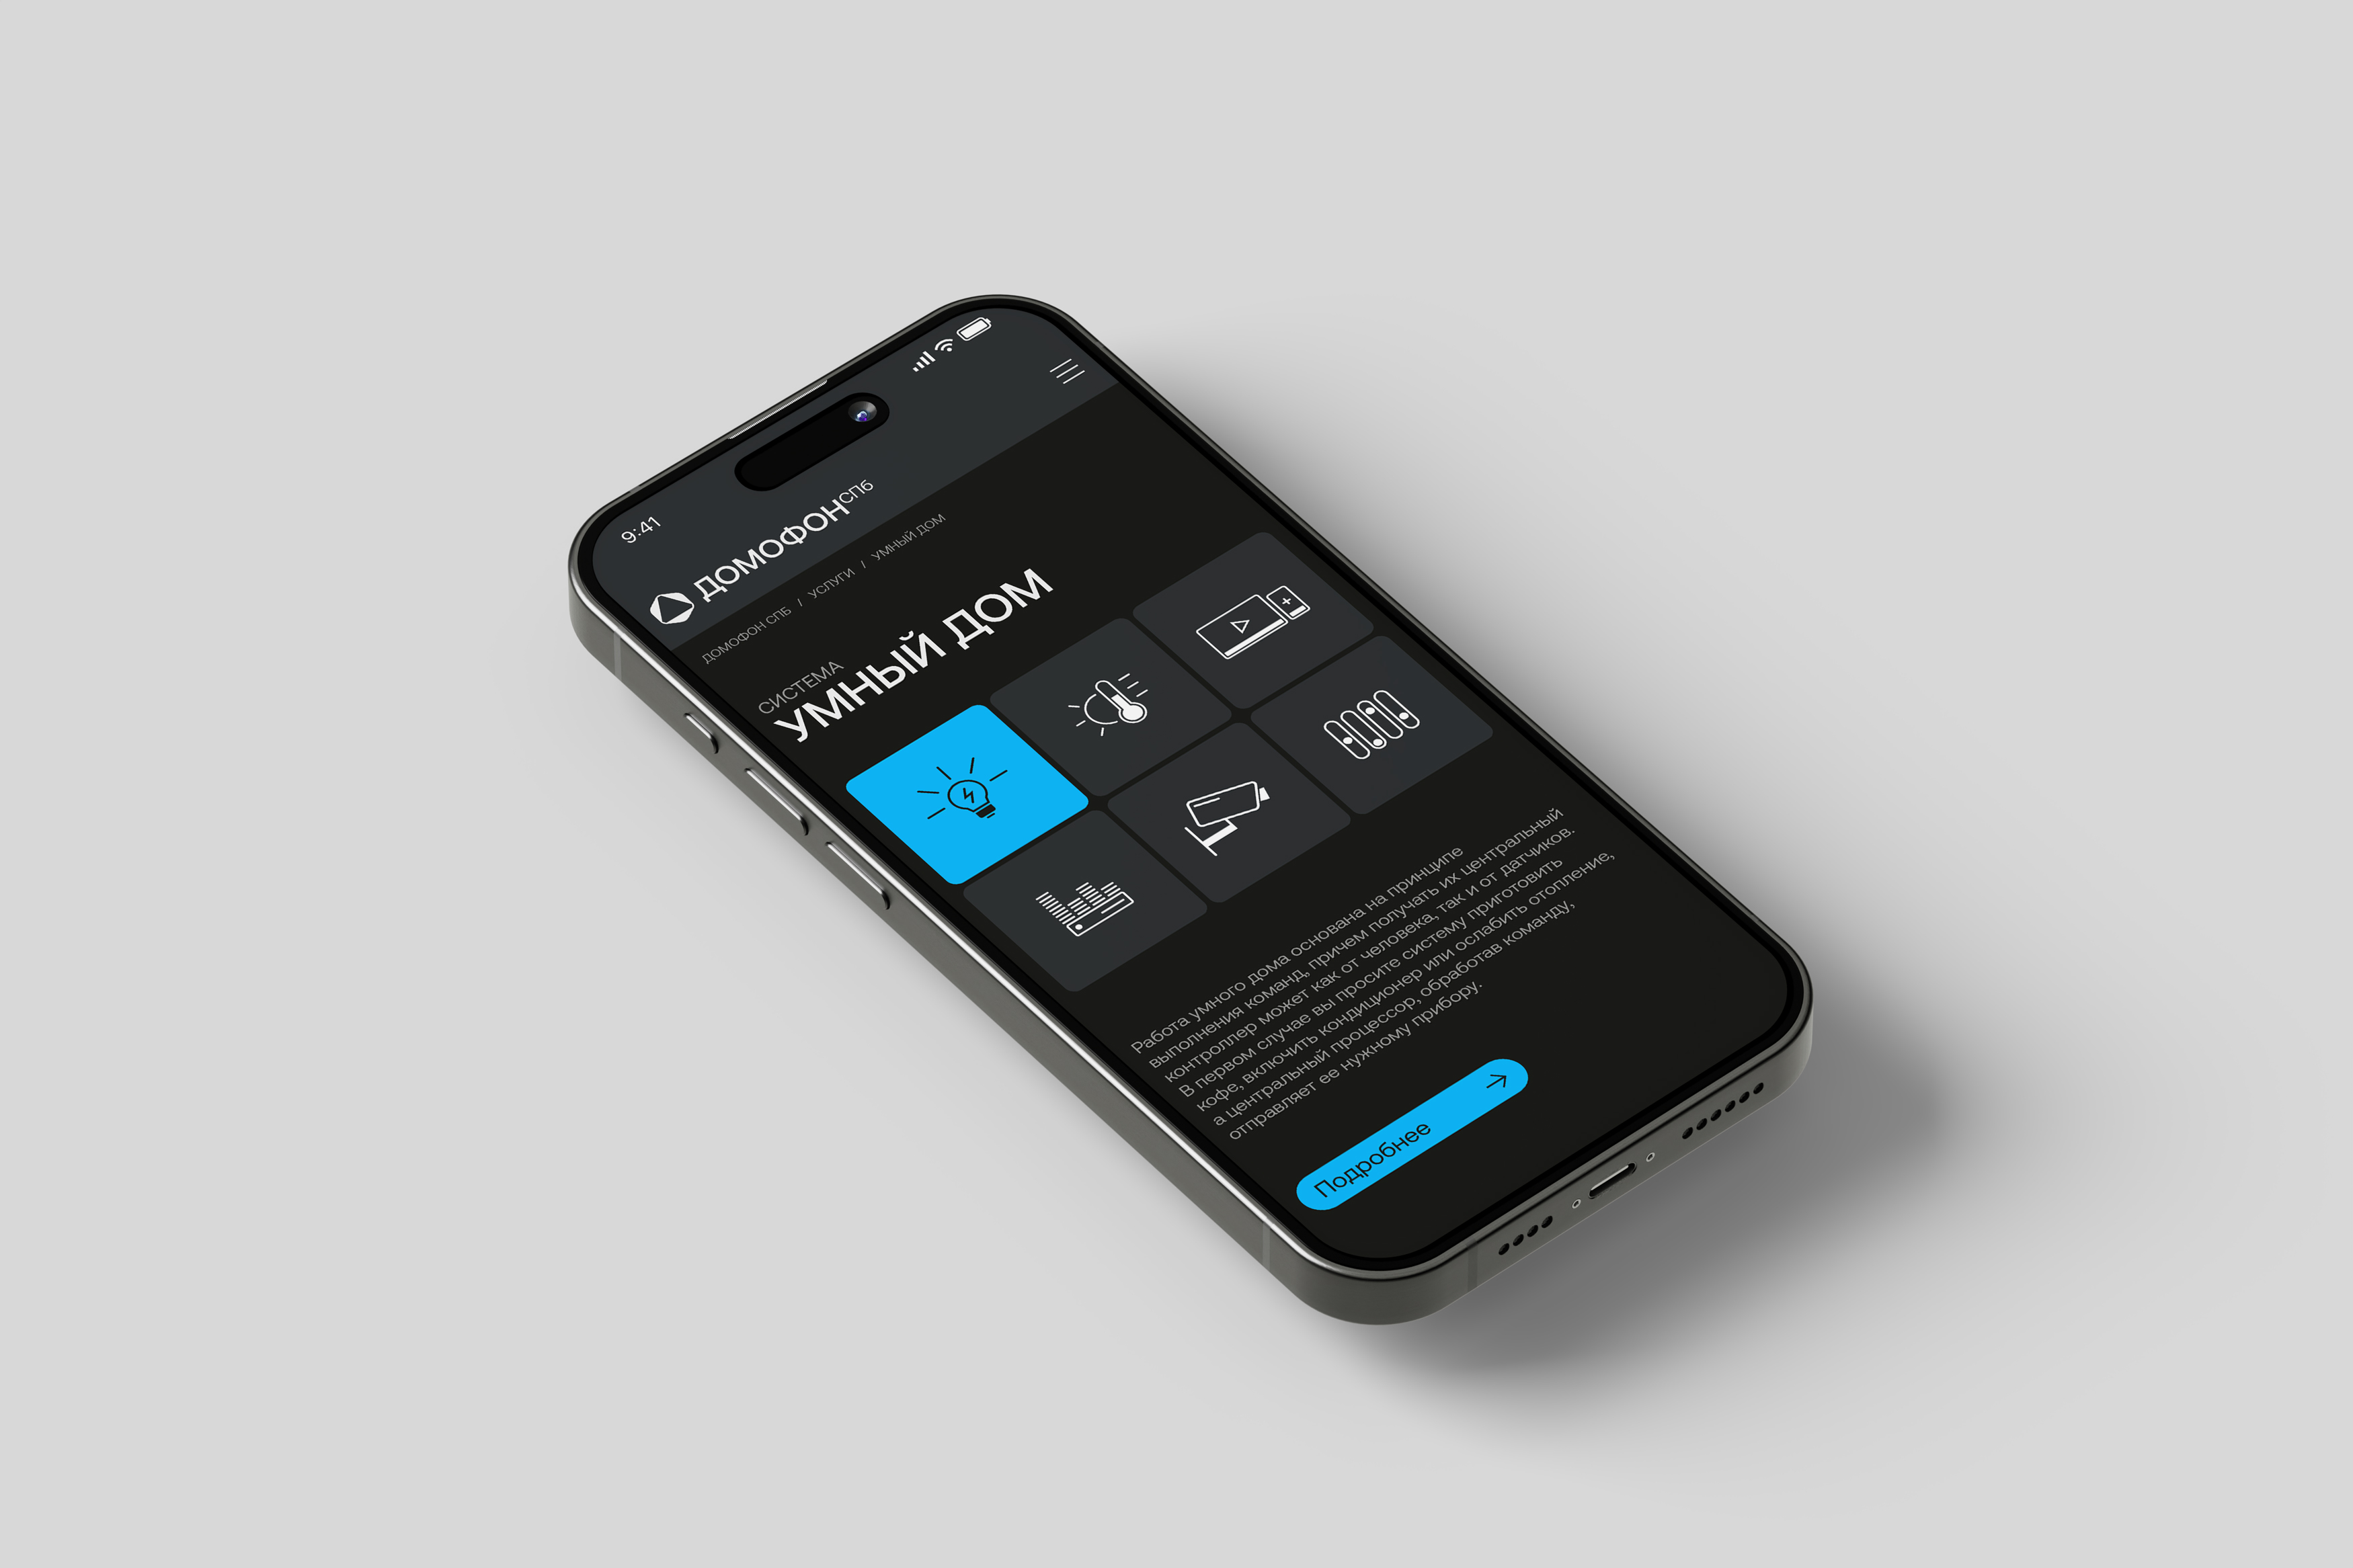 9:41
ДОМОФОНСПб
ДОМОФОН СПБ / УСЛУГИ / УМНЫЙ ДОМ
СИСТЕМА
УМНЫЙ ДОМ
Работа умного дома основана на принципе
выполнения команд, причем получать их центральный
контроллер может как от человека, так и от датчиков.
В первом случае вы просите систему приготовить
кофе, включить кондиционер или ослабить отопление,
а центральный процессор, обработав команду,
отправляет ее нужному прибору.
Подробнее